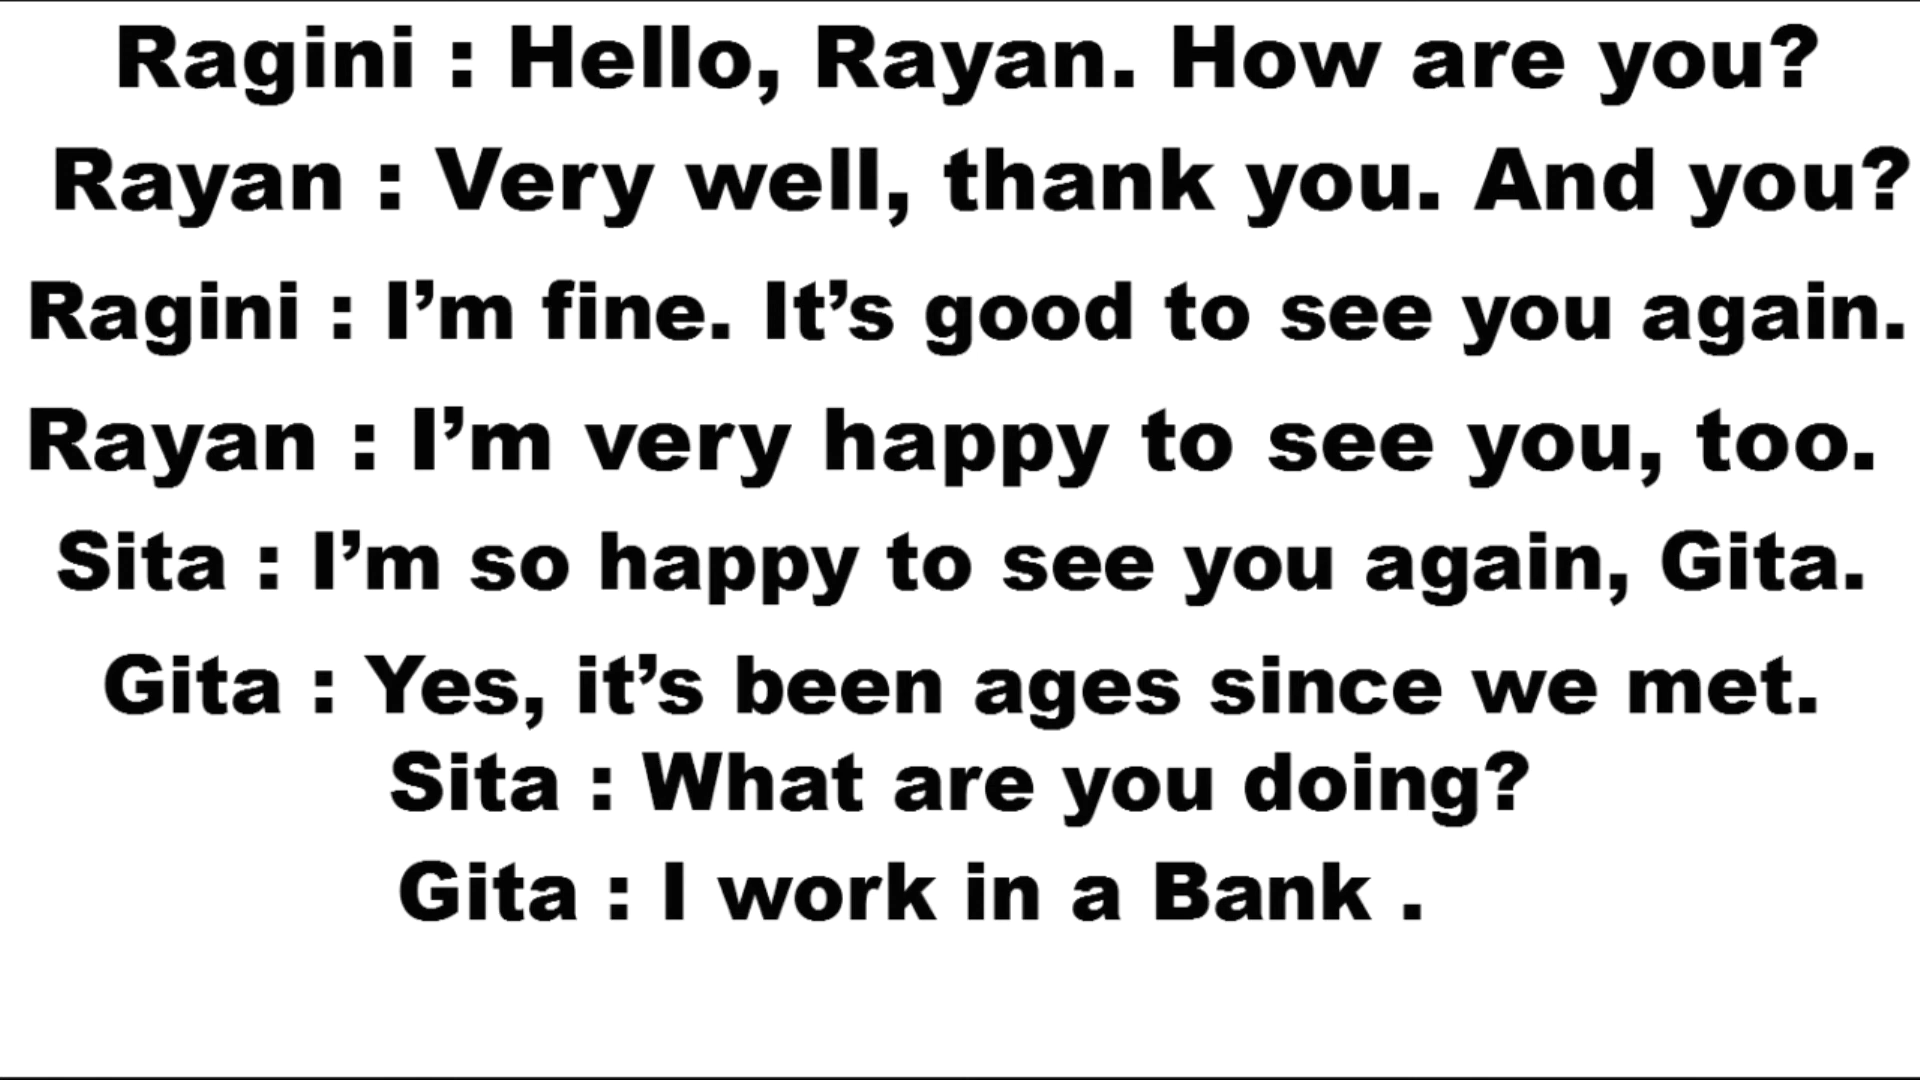 Ragini : Hello, Rayan. How are you?
Rayan : Very well, thank you. And you?
Ragini : I’m fine. It’s good to see you again.
Rayan : I’m very happy to see you, too.
Sita : I’m so happy to see you again, Gita.
Gita : Yes, it’s been ages since we met.
Sita : What are you doing?
Gita : I work in a Bank .